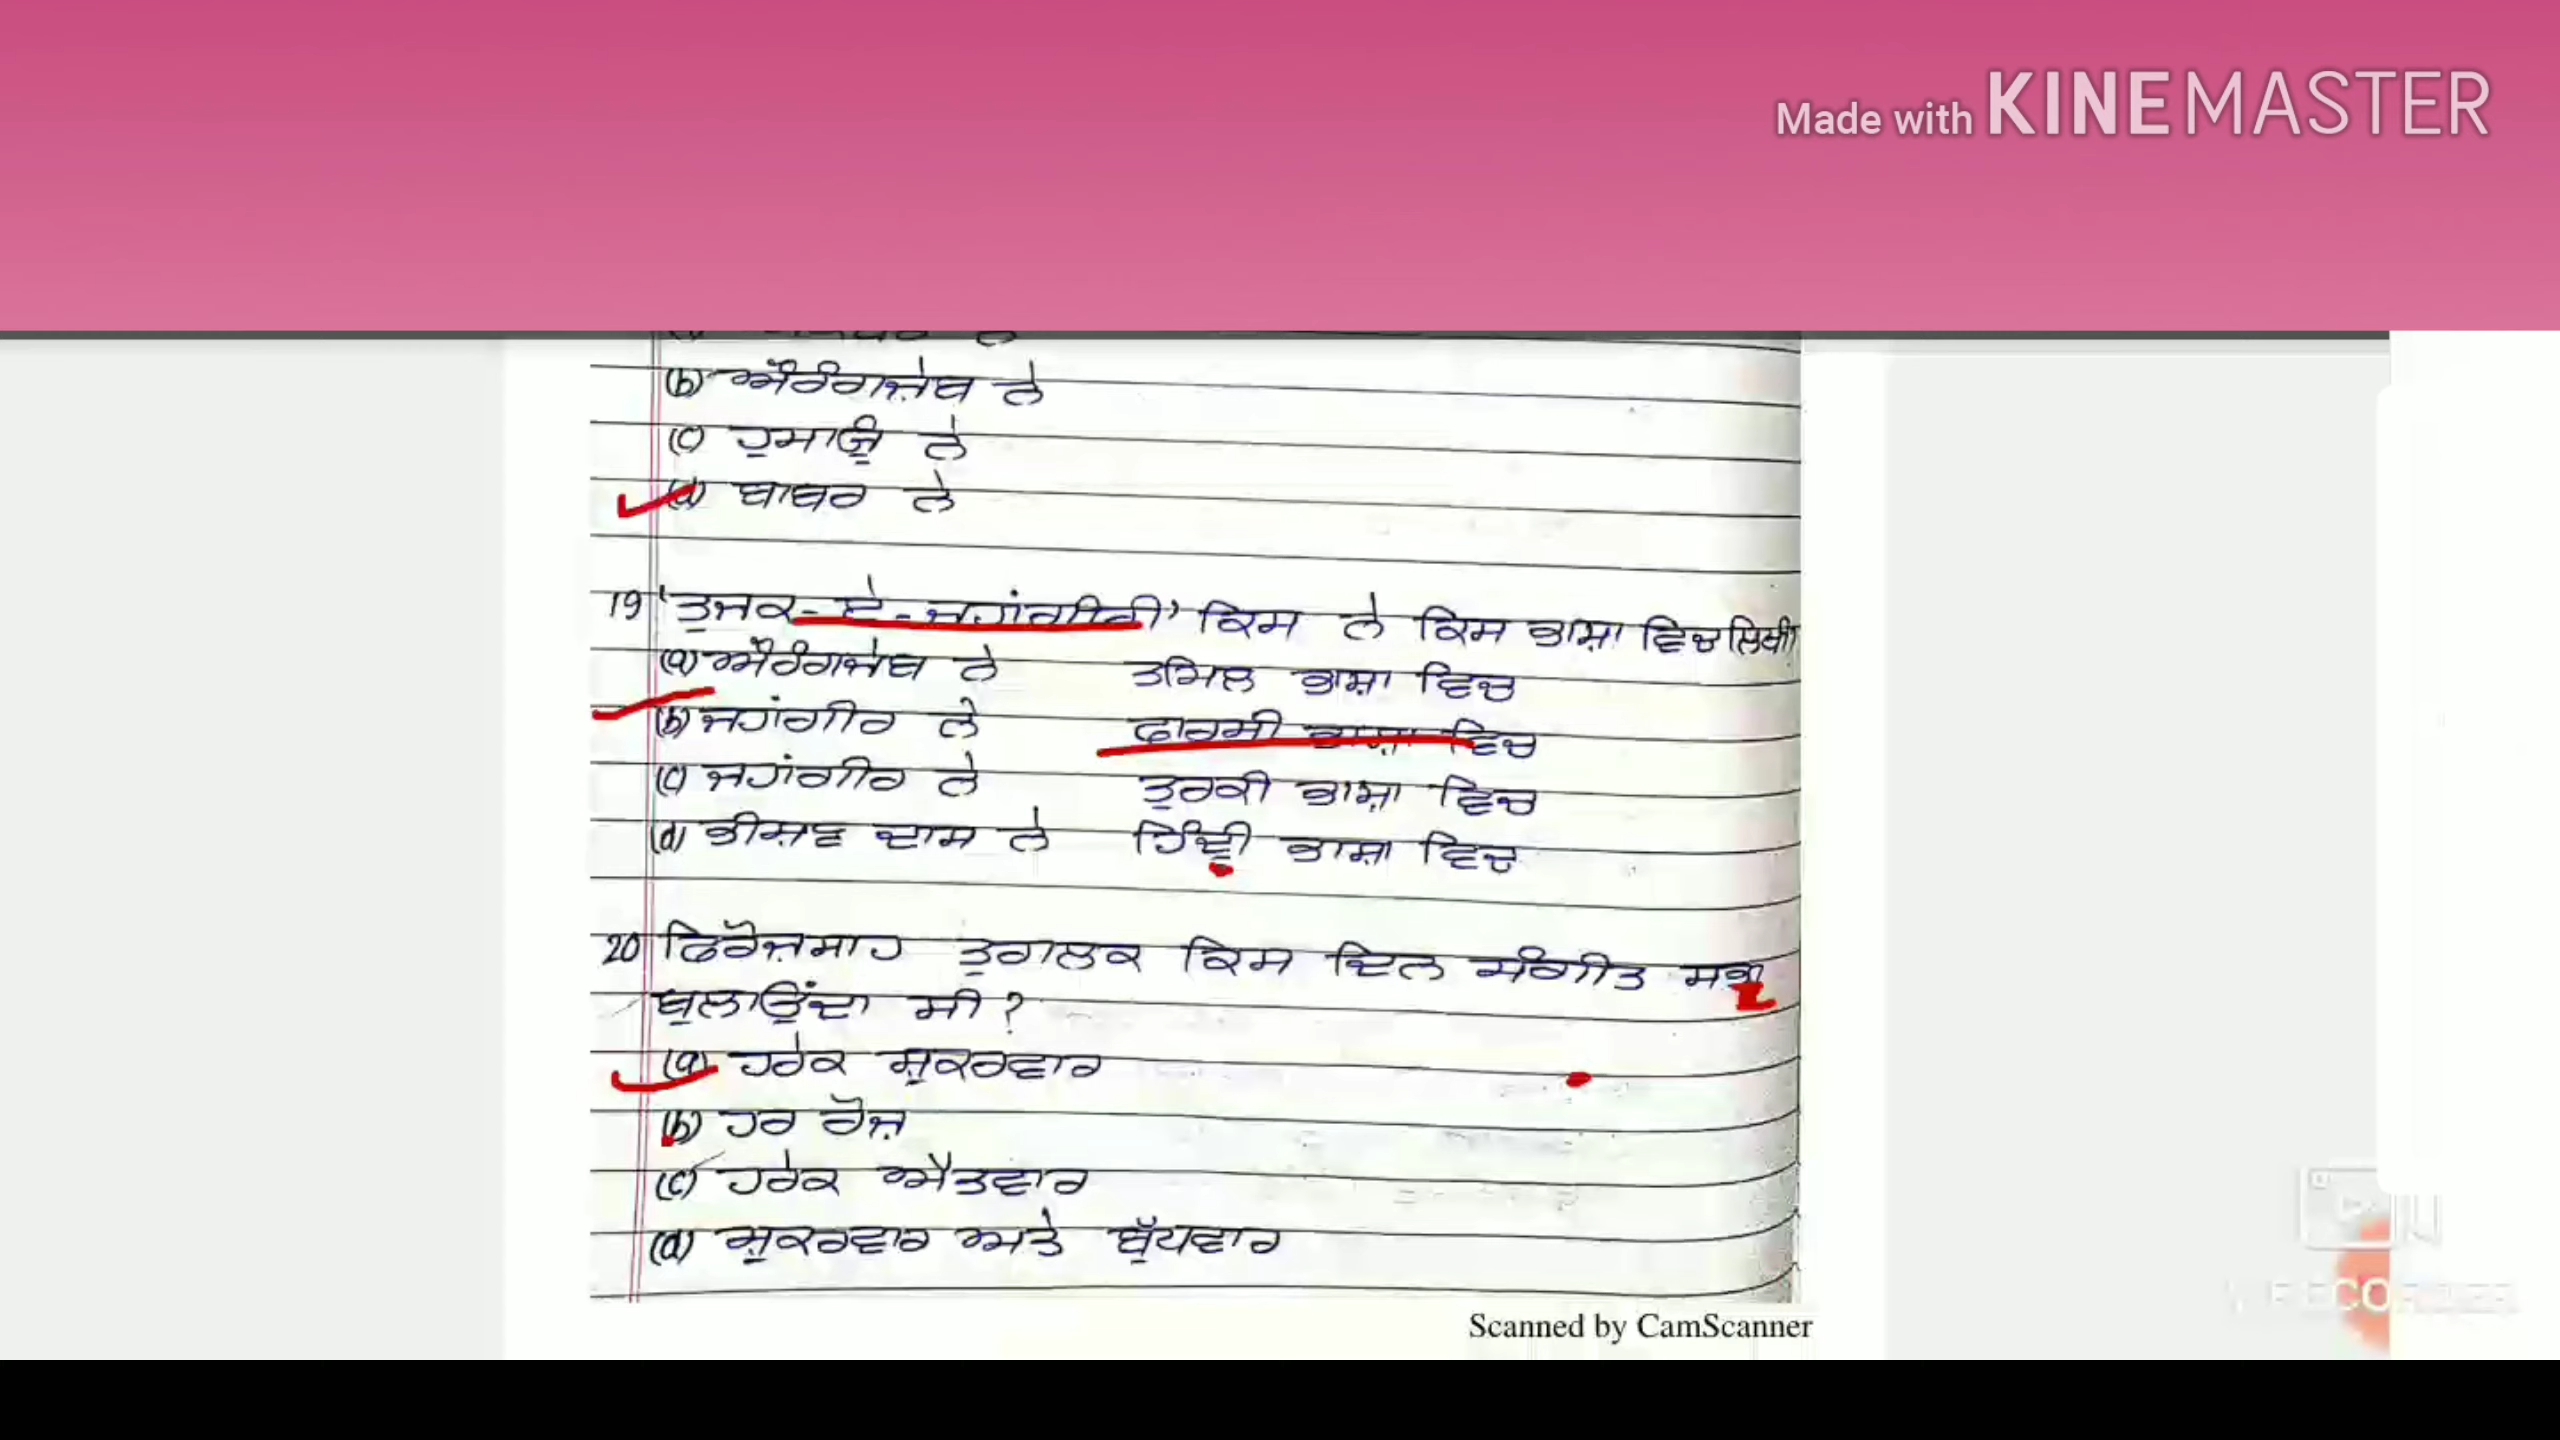 Made with KINEMASTER
ਨੇ
(b) ਔਰੰਗਜ਼ੇਬ ਨੇ
(c) ਹੁਮਾਯੂੰ ਨੇ
(d) ਬਾਬਰ ਨੇ
19 'ਤੁਜਕ-ਏ-ਜਹਾਂਗੀਰੀ' ਕਿਸ ਨੇ ਕਿਸ ਭਾਸ਼ਾ ਵਿਚ ਲਿਖੀ
(a) ਔਰੰਗਜੇਬ ਨੇ ਤਮਿਲ ਭਾਸ਼ਾ ਵਿਚ
(b) ਜਹਾਂਗੀਰ ਨੇ ਫਾਰਸੀ ਭਾਸ਼ਾ ਵਿਚ
(c) ਜਹਾਂਗੀਰ ਨੇ ਤੁਰਕੀ ਭਾਸ਼ਾ ਵਿਚ
(d) ਭੀਸ਼ਵ ਦਾਸ ਨੇ ਹਿੰਦੀ ਭਾਸ਼ਾ ਵਿਚ
20 ਫਿਰੋਜ਼ਸਾਹ ਤੁਗਲਕ ਕਿਸ ਦਿਨ ਸੰਗੀਤ ਸਭਾ
ਬੁਲਾਉਂਦਾ ਸੀ ?
(a) ਹਰੇਕ ਸ਼ੁਕਰਵਾਰ
(b) ਹਰ ਰੋਜ਼
(c) ਹਰੇਕ ਐਤਵਾਰ
(d) ਸ਼ੁਕਰਵਾਰ ਅਤੇ ਬੁੱਧਵਾਰ
Scanned by CamScanner